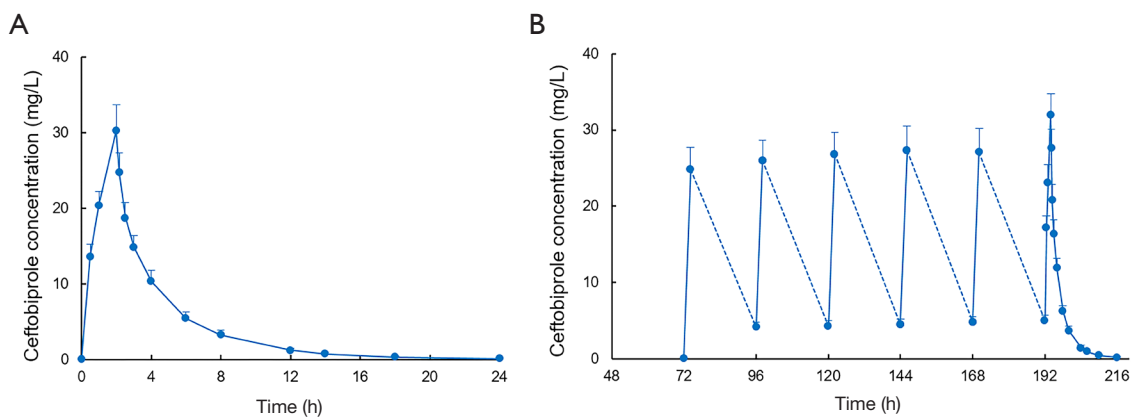 A
Ceftobiprole concentration (mg/L)
40
30
20
10
0
0 4 8 12 16 20 24
Time (h)
B
Ceftobiprole concentration (mg/L)
40
30
20
10
0
48 72 96 120 144 168 192 216
Time (h)